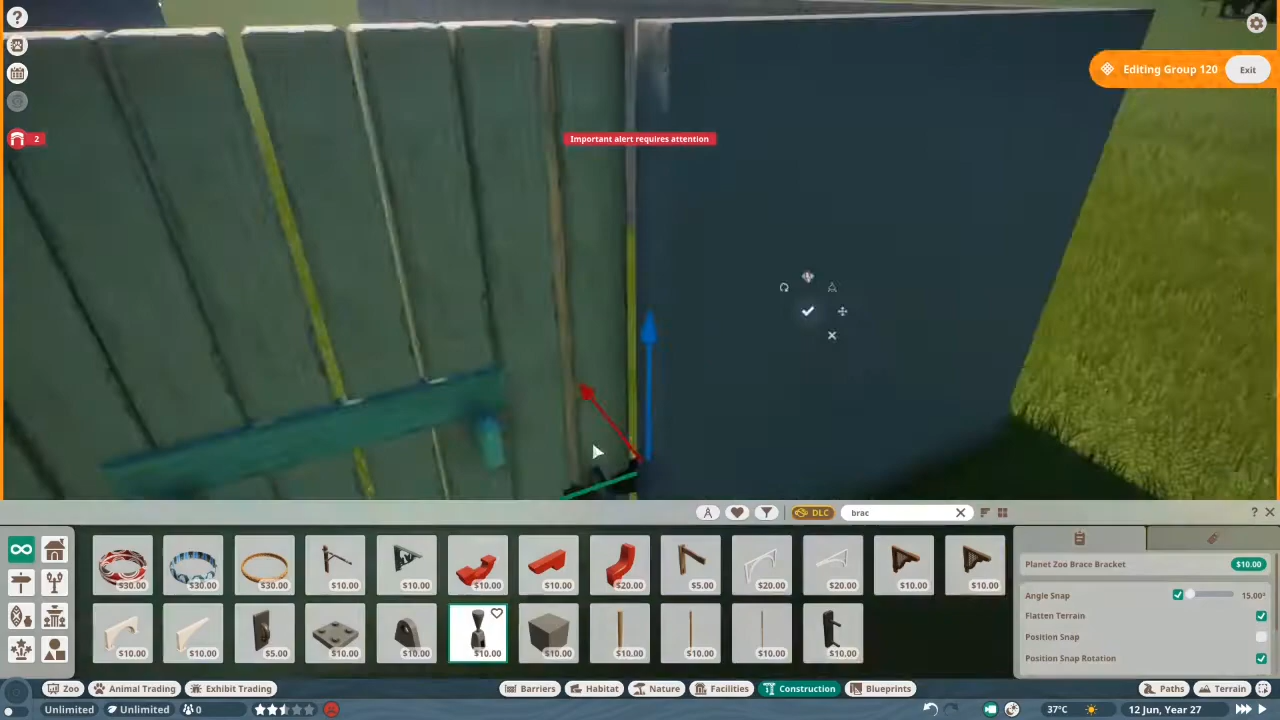 ?
Editing Group 120 Exit
2
Important alert requires attention
DLC brac ? 
$30.00 $30.00 $30.00 $10.00 $10.00 $10.00 $10.00 $20.00 $5.00 $20.00 $20.00 $10.00 $10.00
$10.00 $10.00 $5.00 $10.00 $10.00 $10.00 $10.00 $10.00 $10.00 $10.00 $10.00
Planet Zoo Brace Bracket $10.00
Angle Snap 15.00°
Flatten Terrain
Position Snap
Position Snap Rotation
Zoo Animal Trading Exhibit Trading Barriers Habitat Nature Facilities Construction Blueprints Paths Terrain
Unlimited Unlimited 0 37°C 12 Jun, Year 27